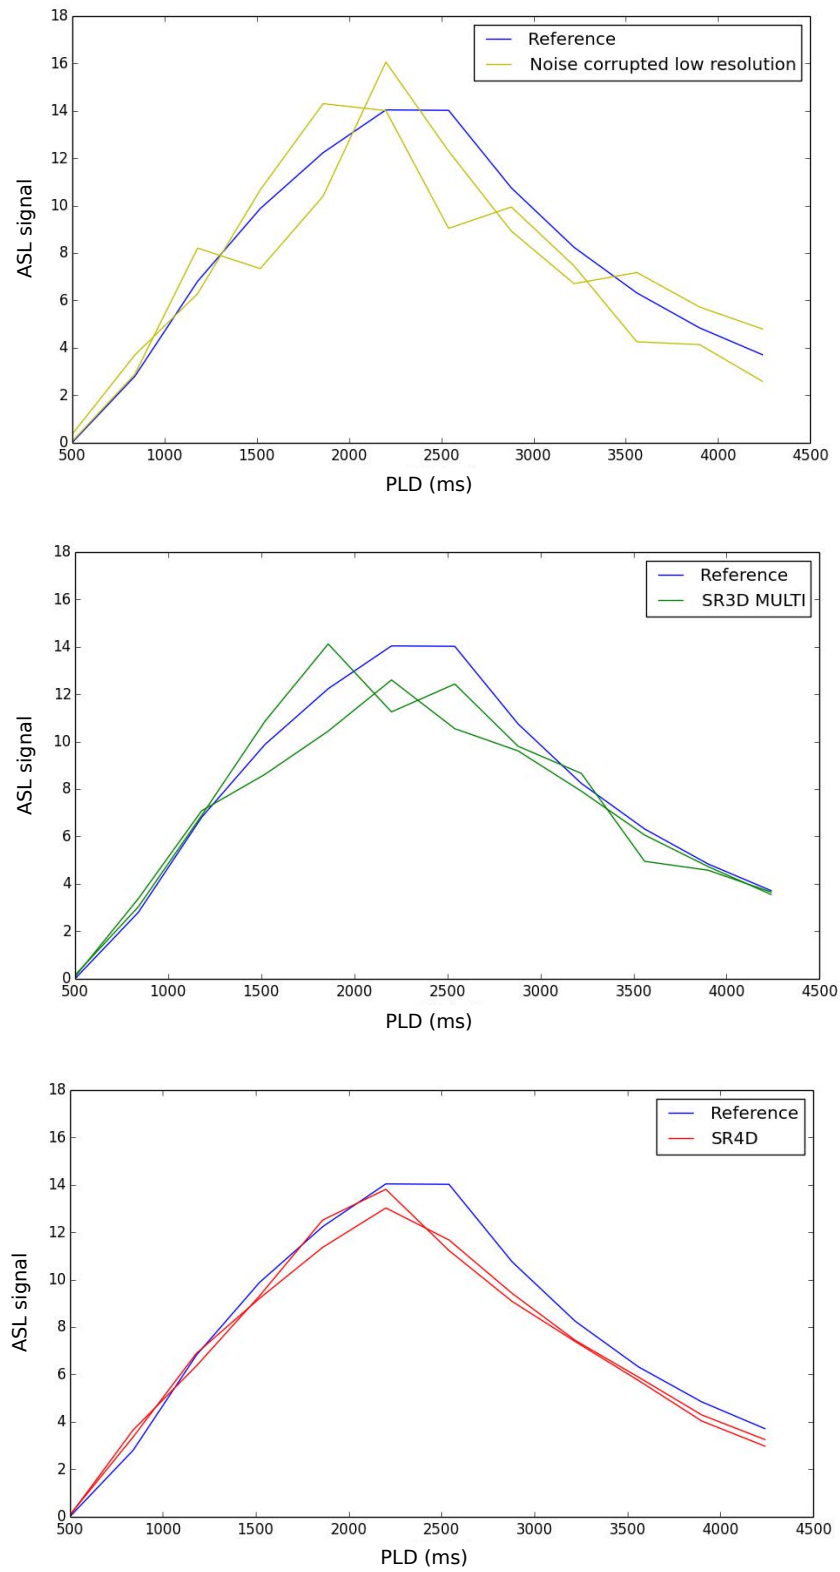 18
Reference
Noise corrupted low resolution
16
14
12
10
8
6
4
2
0
ASL signal
500 1000 1500 2000 2500 3000 3500 4000 4500
PLD (ms)
18
Reference
SR3D MULTI
16
14
12
10
8
6
4
2
0
ASL signal
500 1000 1500 2000 2500 3000 3500 4000 4500
PLD (ms)
18
Reference
SR4D
16
14
12
10
8
6
4
2
0
ASL signal
500 1000 1500 2000 2500 3000 3500 4000 4500
PLD (ms)